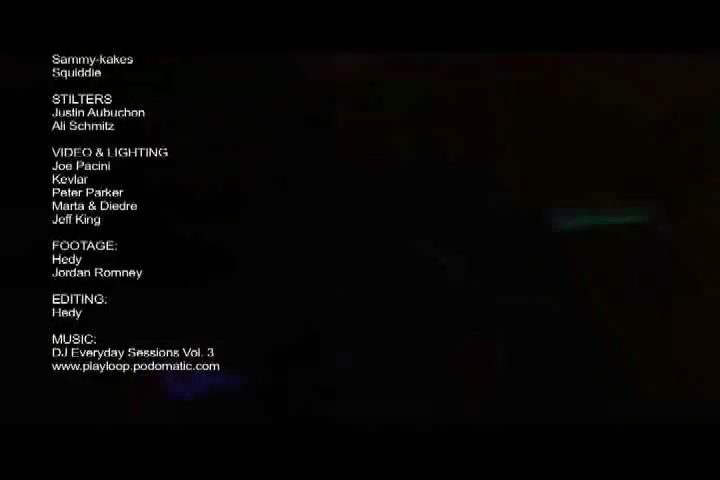 Sammy-kakes
Squiddie
STILTERS
Justin Aubuchon
Ali Schmitz
VIDEO & LIGHTING
Joe Pacini
Kevlar
Peter Parker
Marta & Diedre
Jeff King
FOOTAGE:
Hedy
Jordan Romney
EDITING:
Hedy
MUSIC:
DJ Everyday Sessions Vol. 3
www.playloop.podomatic.com